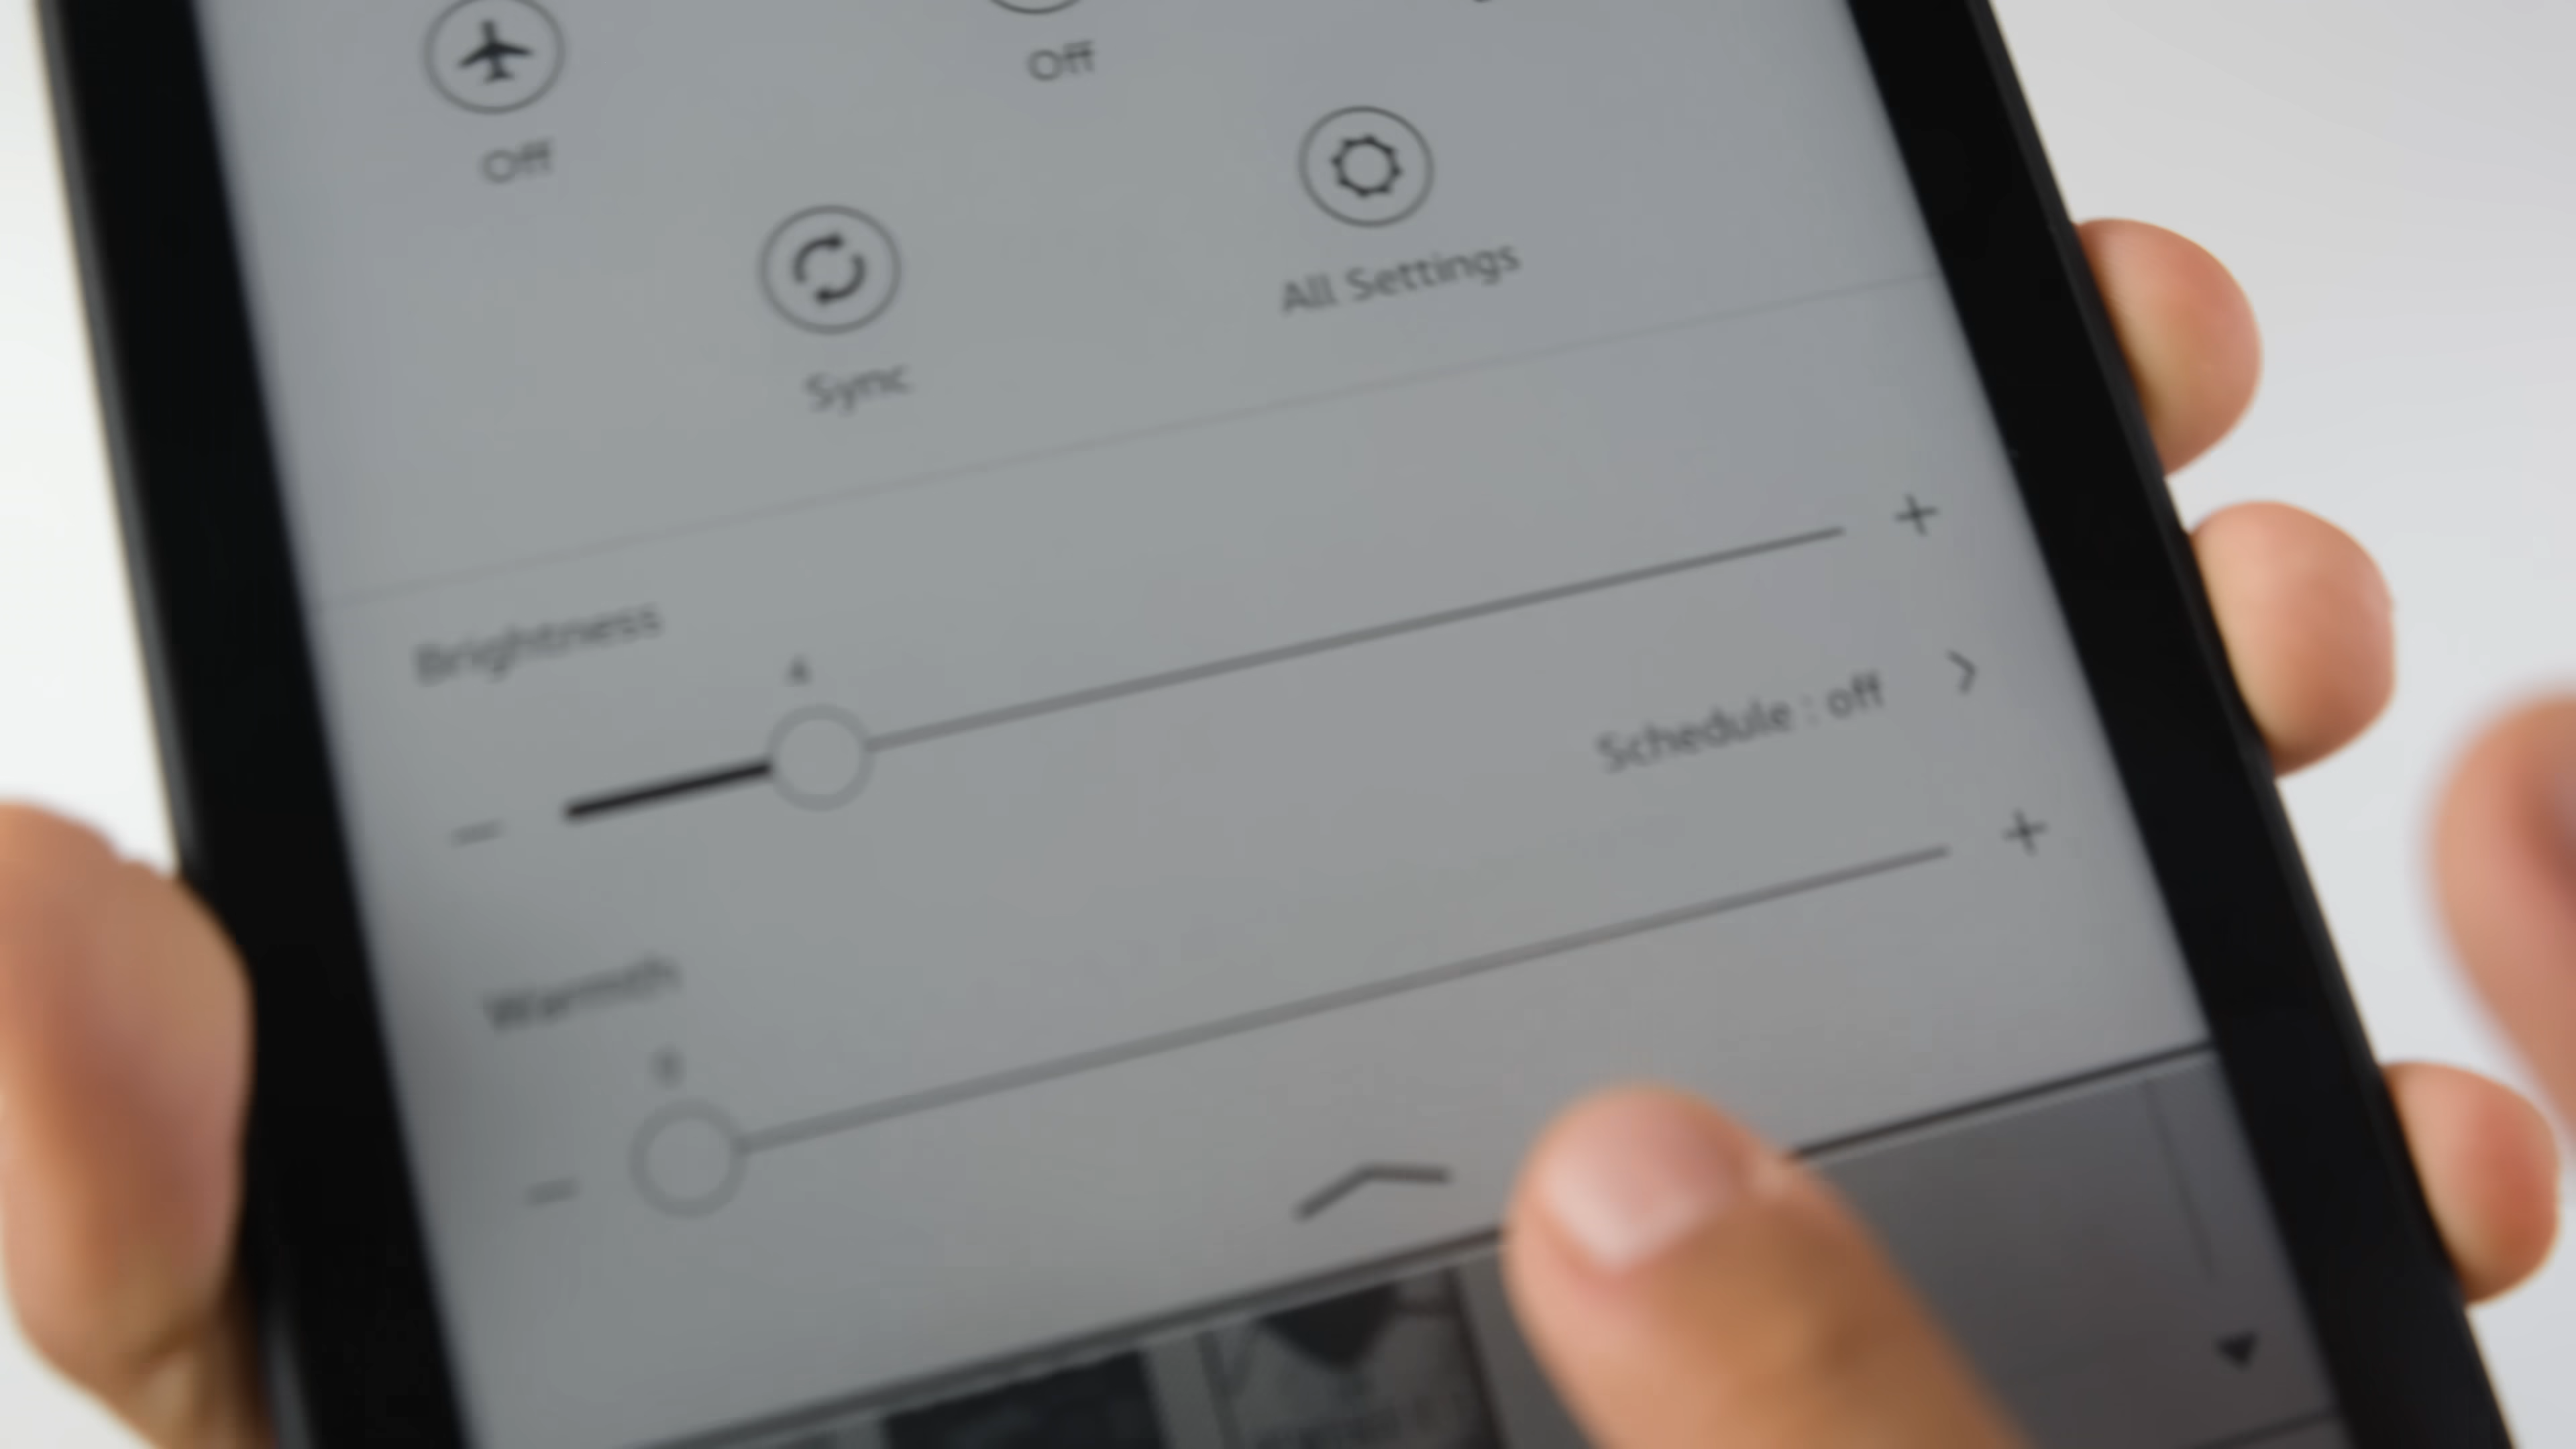 Off
Off
All Settings
Sync
Brightness
4
Schedule : off
Warmth